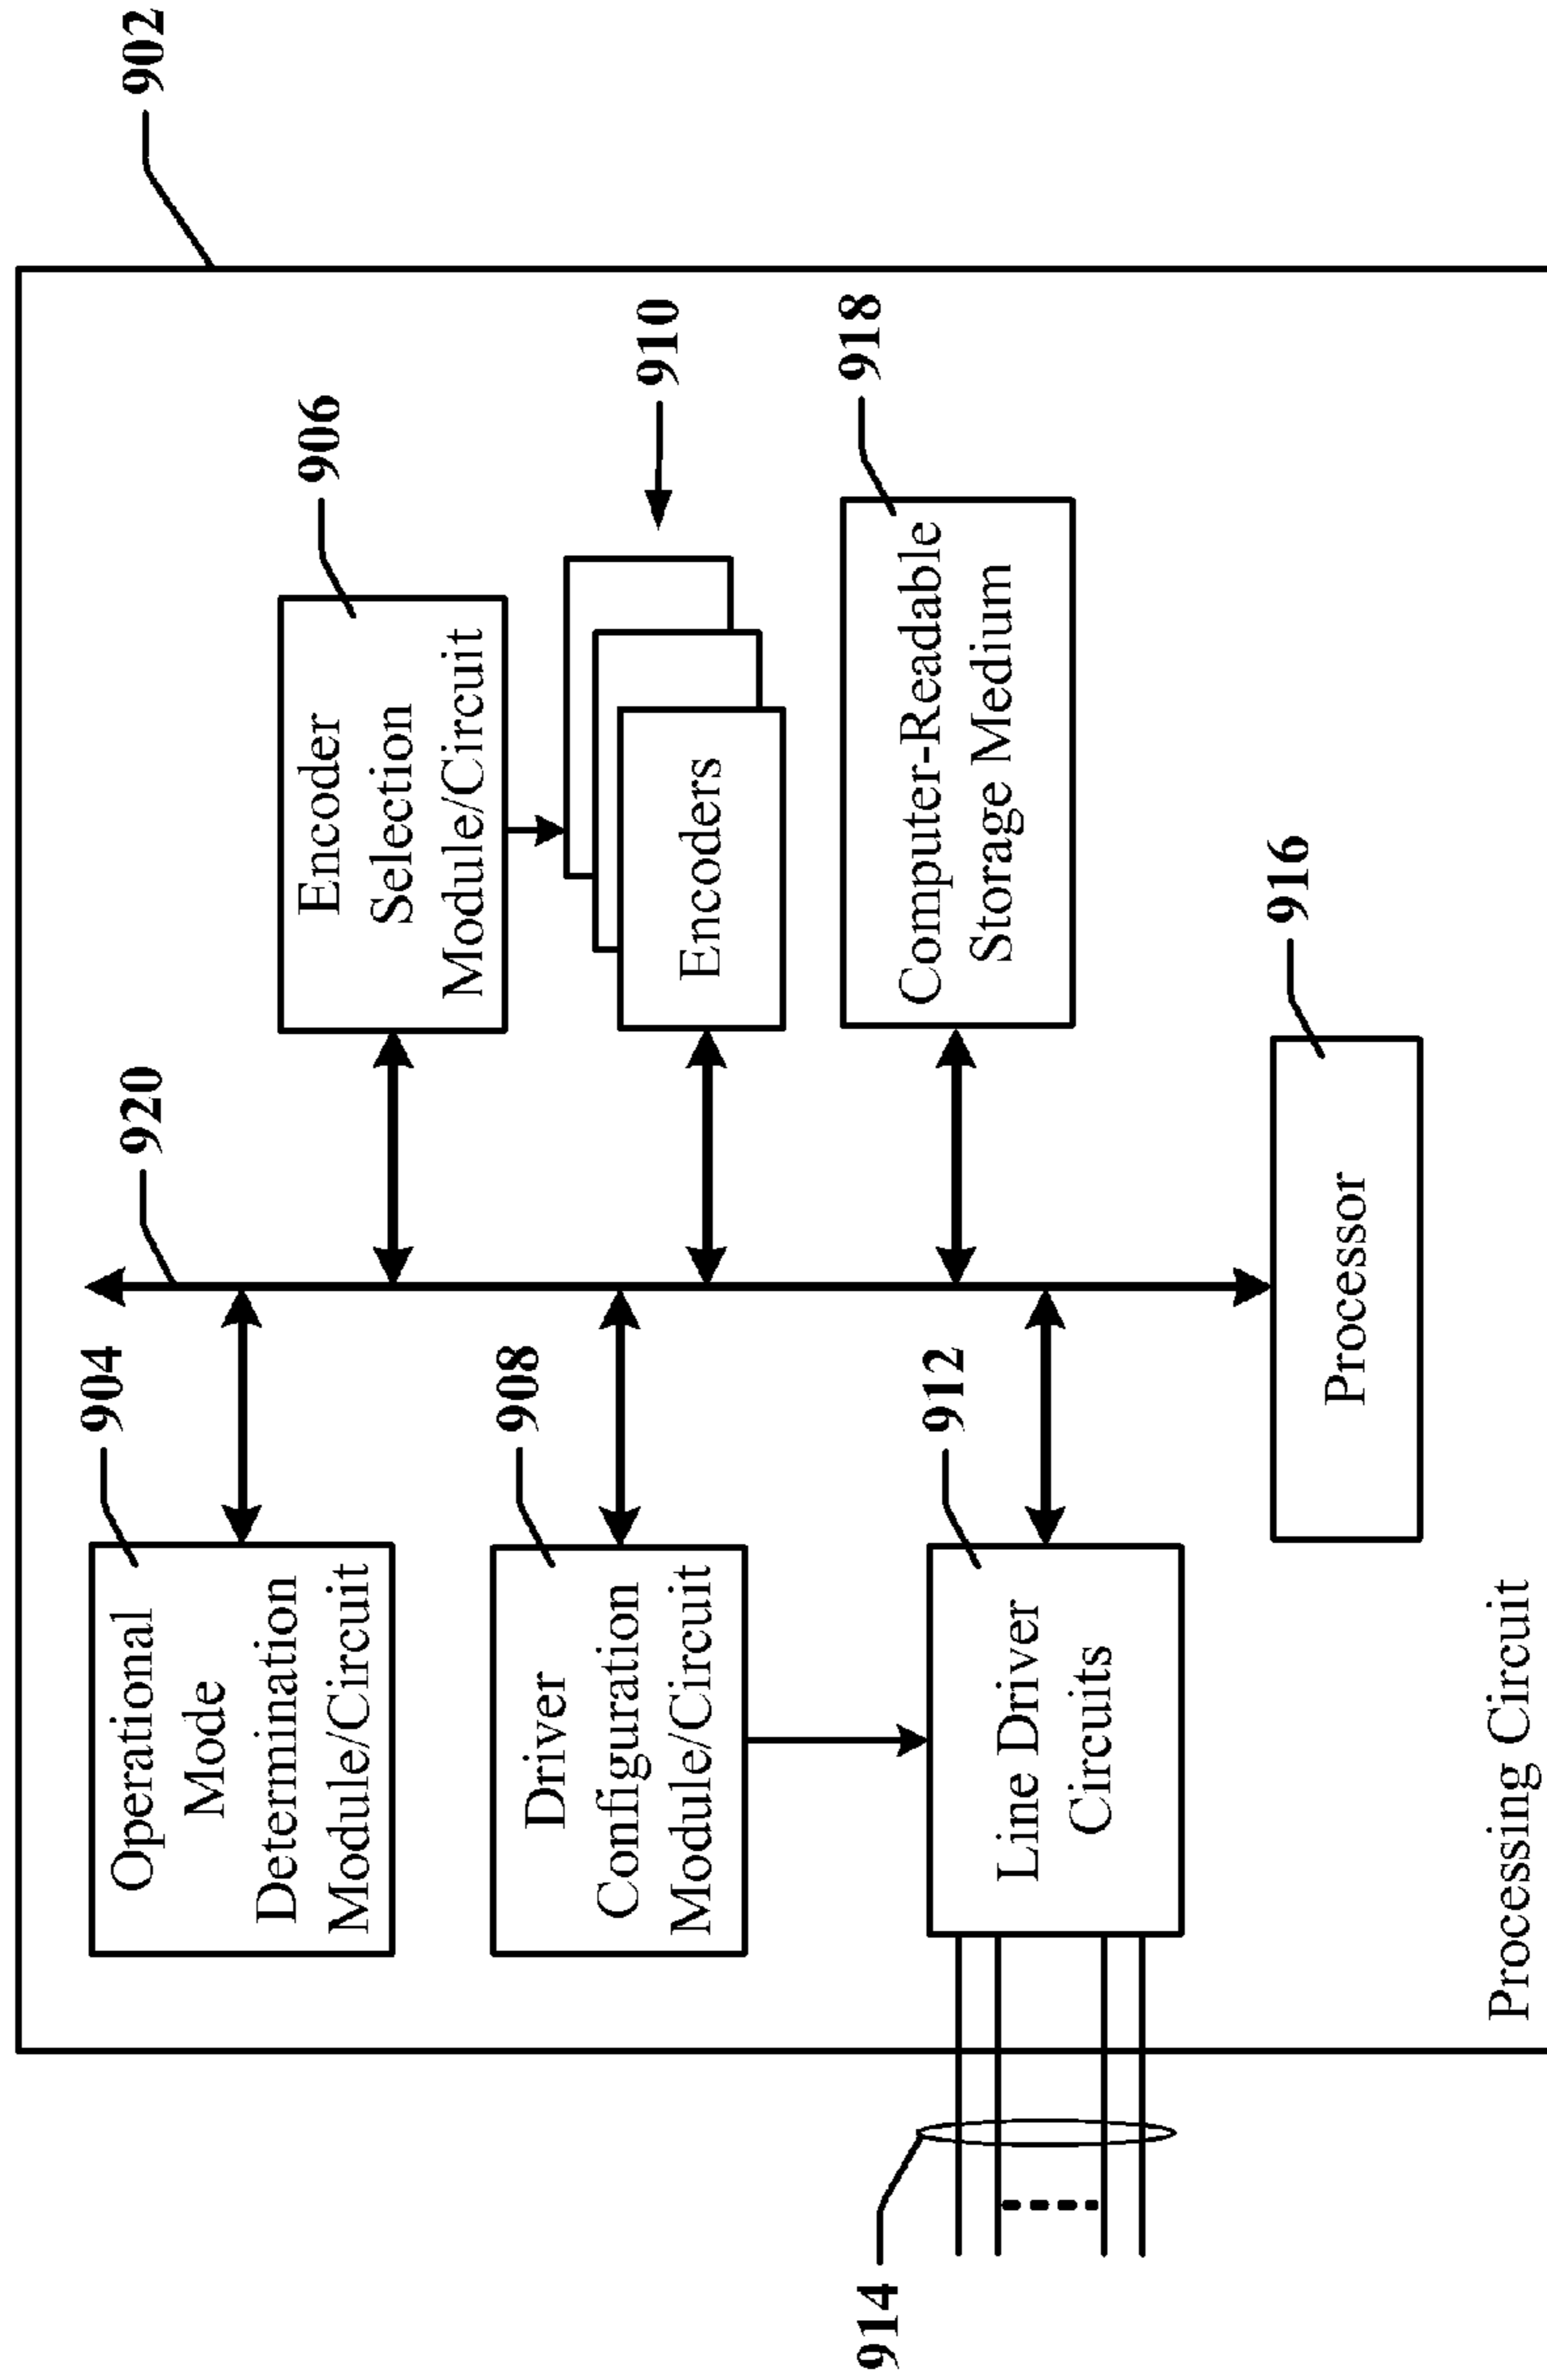 902
920
904
Operational
Mode
Determination
Module/Circuit
906
Encoder
Selection
Module/Circuit
908
Driver
Configuration
Module/Circuit
910
Encoders
912
Line Driver
Circuits
914
918
Computer-Readable
Storage Medium
916
Processor
Processing Circuit